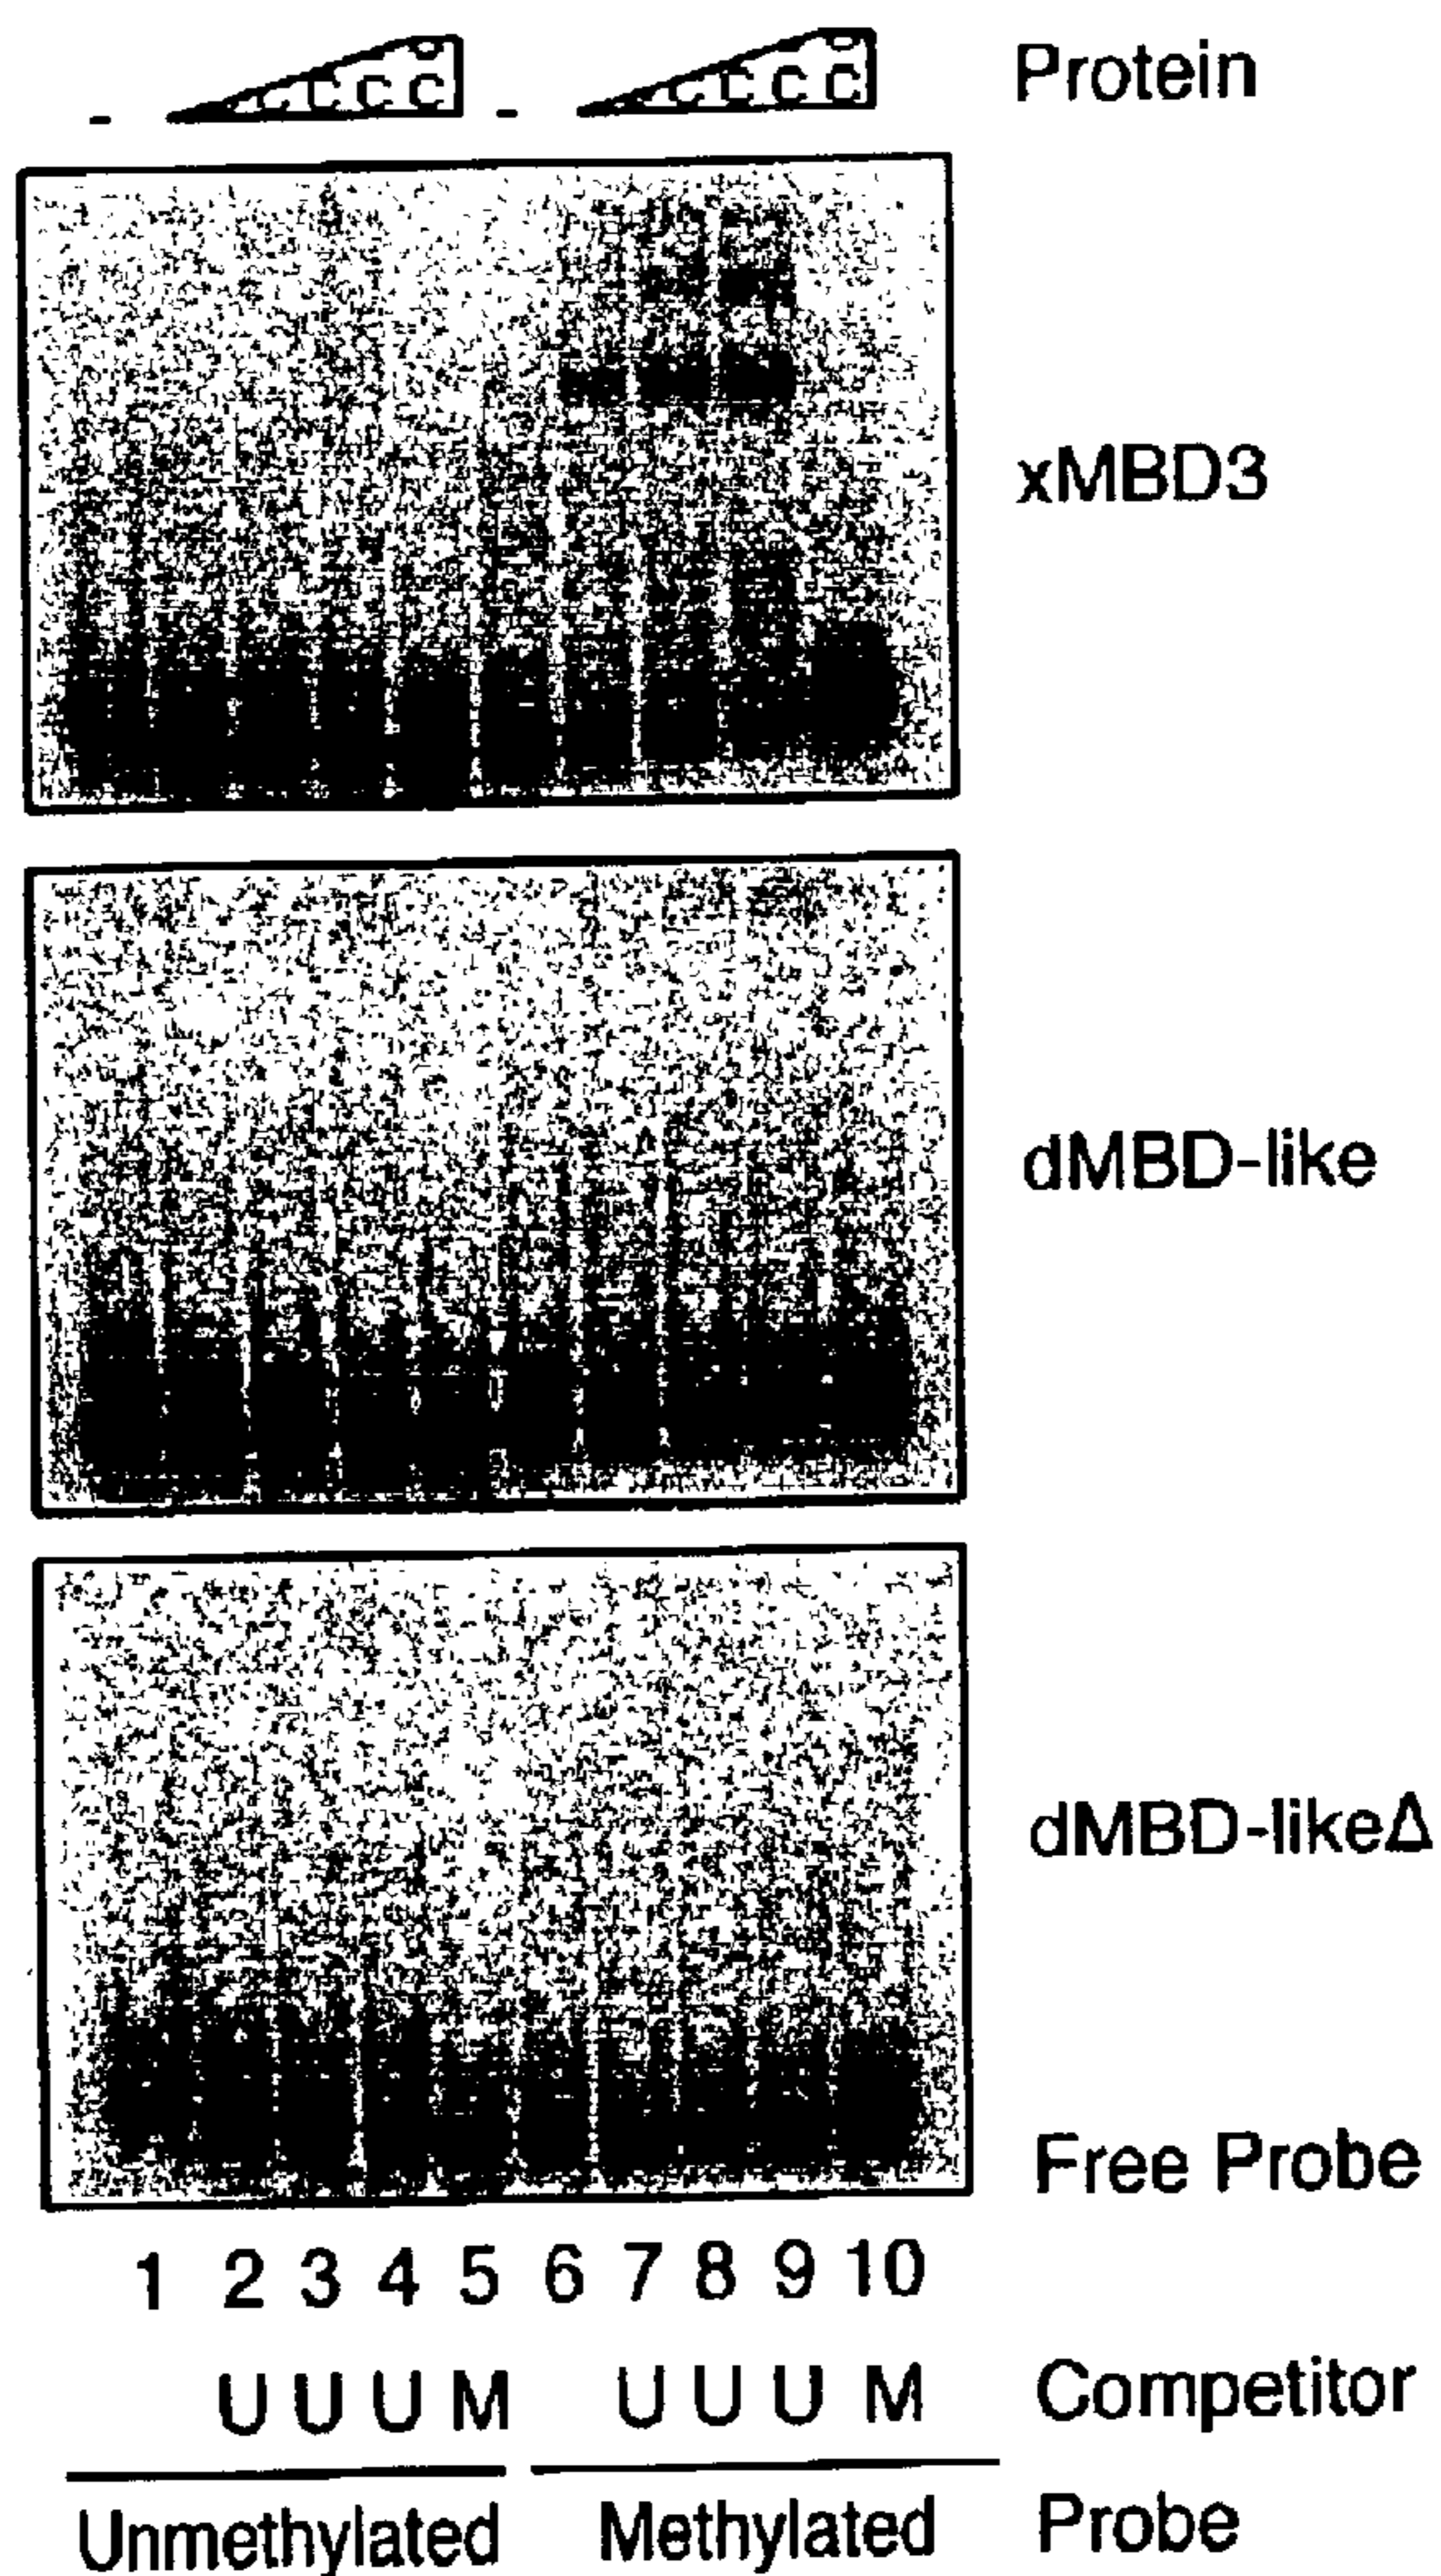 - - Protein
xMBD3
dMBD-like
dMBD-likeΔ
Free Probe
1 2 3 4 5 6 7 8 9 10
U U U M U U U M Competitor
Unmethylated Methylated Probe